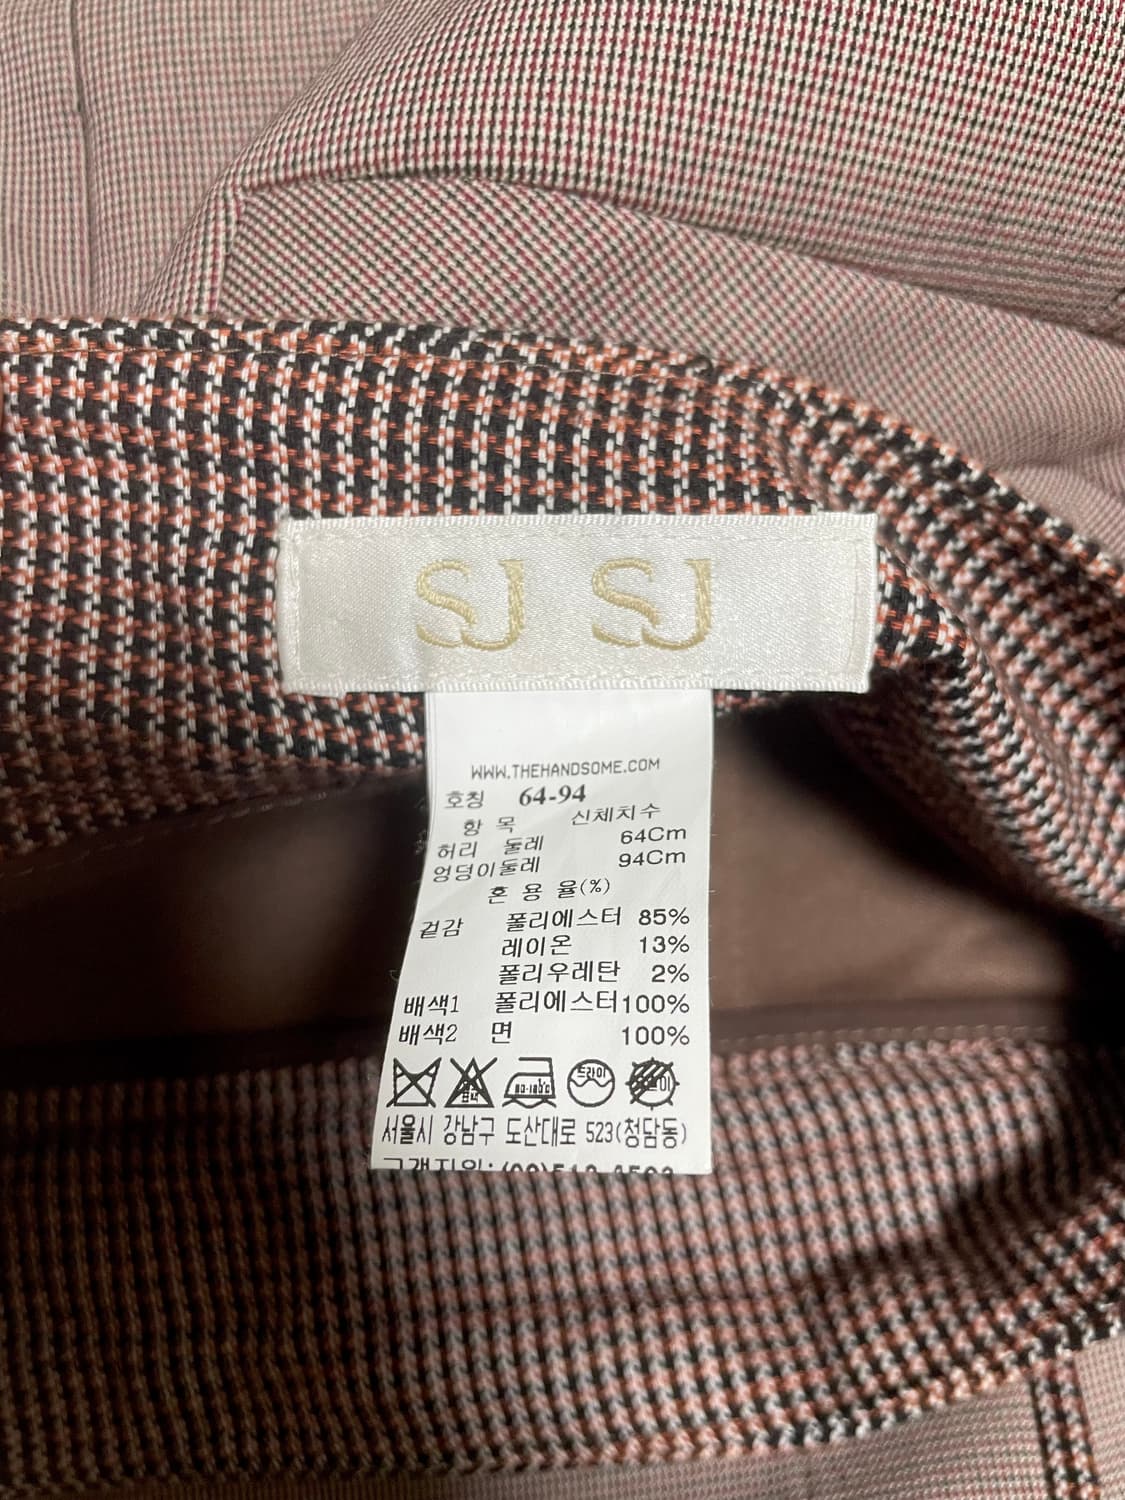 SJ SJ
WWW.THEHANDSOME.COM
호칭 64-94
항 목 신체치수
허리 둘레 64Cm
엉덩이둘레 94Cm
혼 용 율(%)
겉감 폴리에스터 85%
레이온 13%
폴리우레탄 2%
배색1 폴리에스터100%
배색2 면 100%
드라이
서울시 강남구 도산대로 523(청담동)